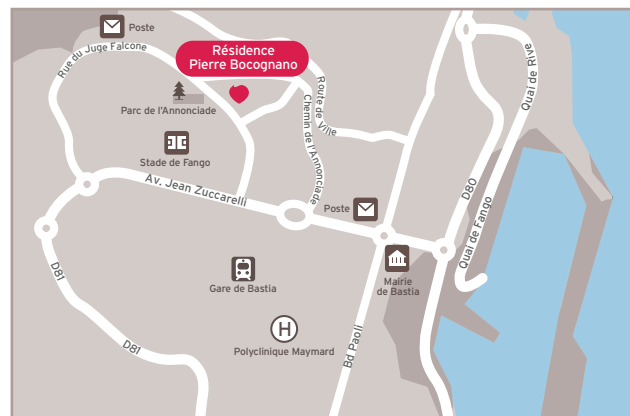 Poste
Rue du Juge Falcone
Résidence
Pierre Bocognano
Quai de Rive
Parc de l'Annonciade
Route de Ville
Chemin de l'Annonciade
Stade de Fango
Av. Jean Zuccarelli
Poste
D80
Quai de Fango
D81
Gare de Bastia
Mairie
de Bastia
H
Polyclinique Maymard
D81
Bd Paoli